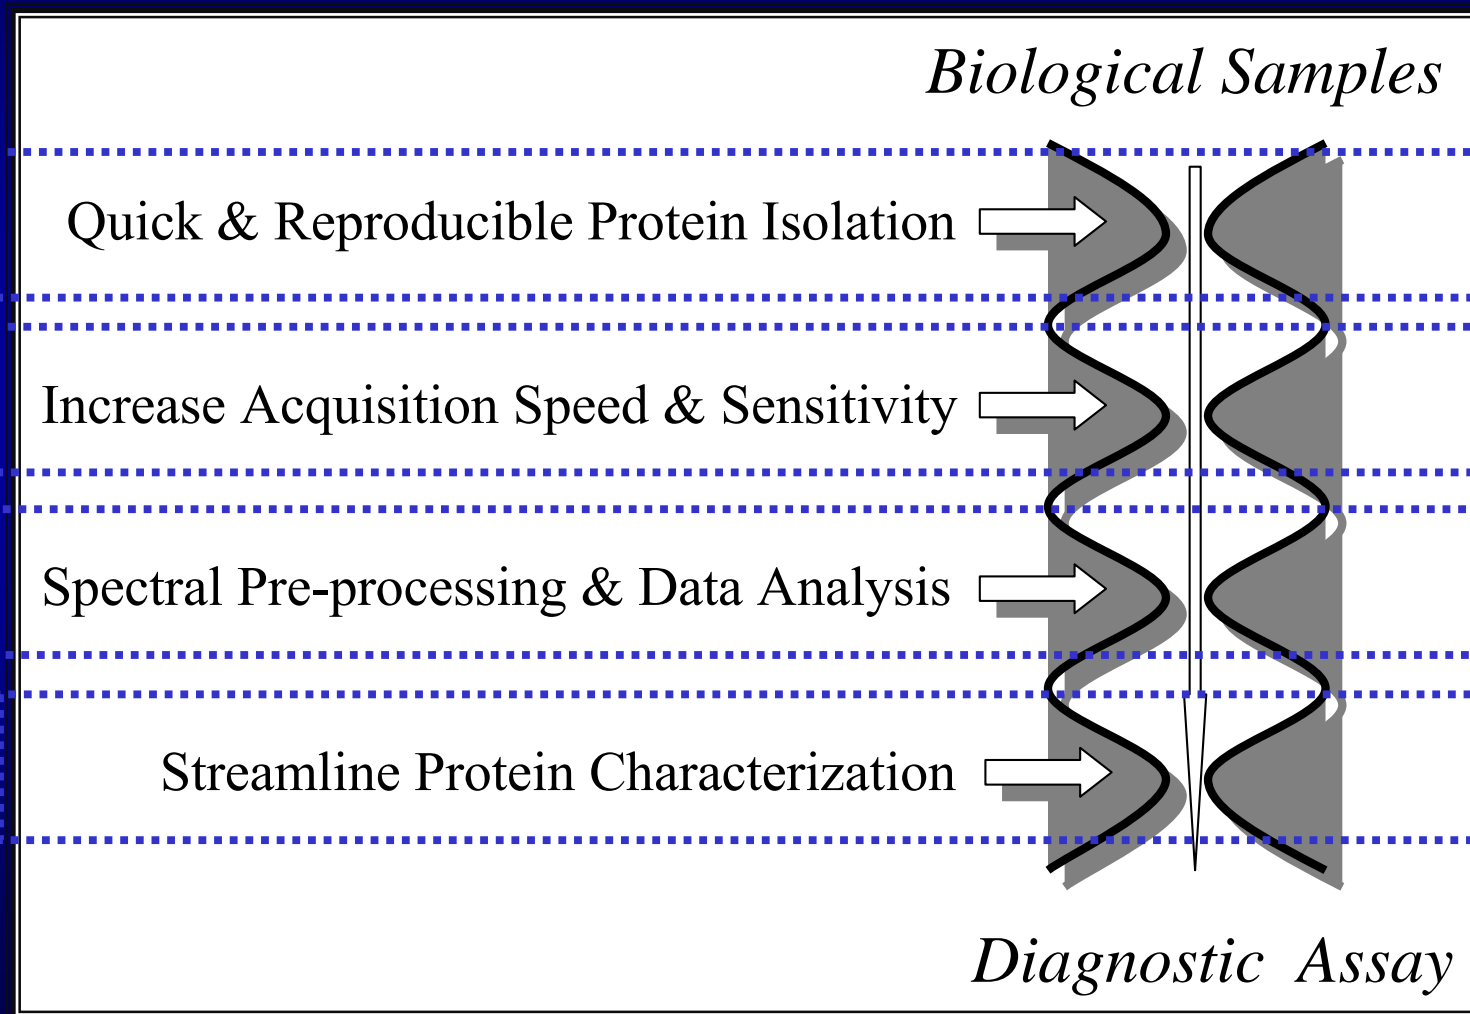 Biological Samples
Quick & Reproducible Protein Isolation
Increase Acquisition Speed & Sensitivity
Spectral Pre-processing & Data Analysis
Streamline Protein Characterization
Diagnostic Assay